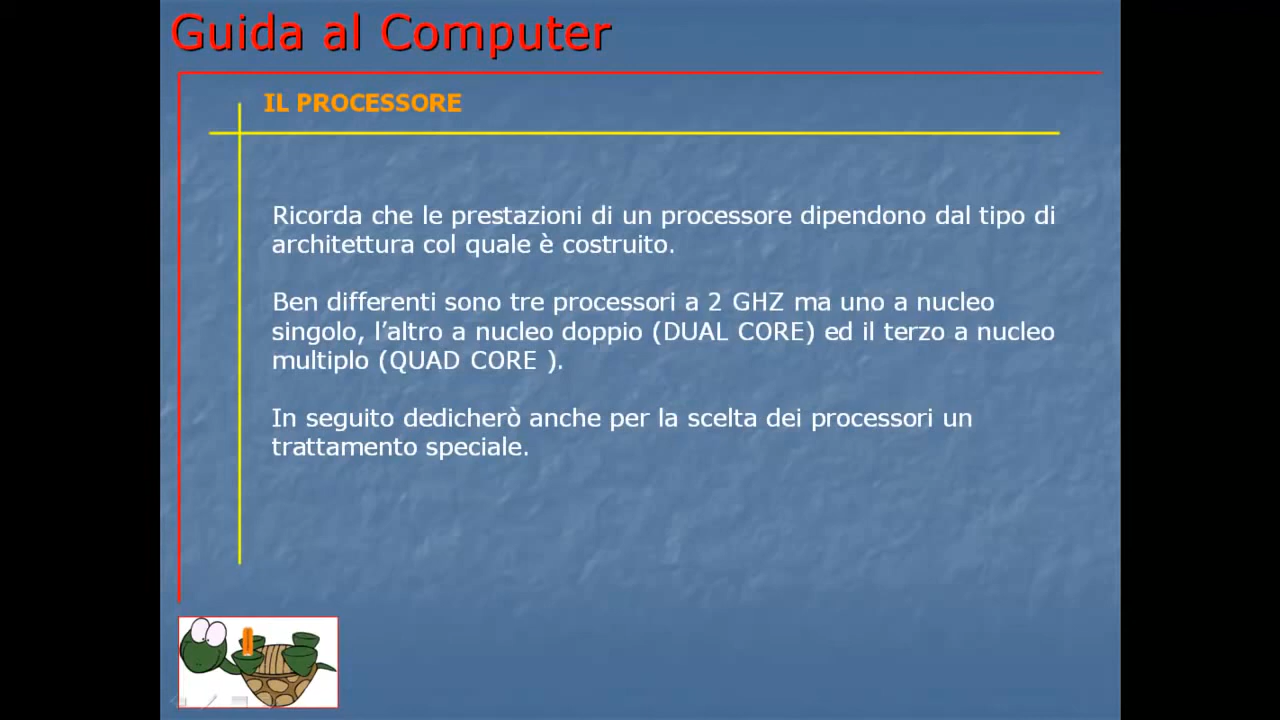 Guida al Computer
IL PROCESSORE
Ricorda che le prestazioni di un processore dipendono dal tipo di
architettura col quale è costruito.
Ben differenti sono tre processori a 2 GHZ ma uno a nucleo
singolo, l’altro a nucleo doppio (DUAL CORE) ed il terzo a nucleo
multiplo (QUAD CORE ).
In seguito dedicherò anche per la scelta dei processori un
trattamento speciale.